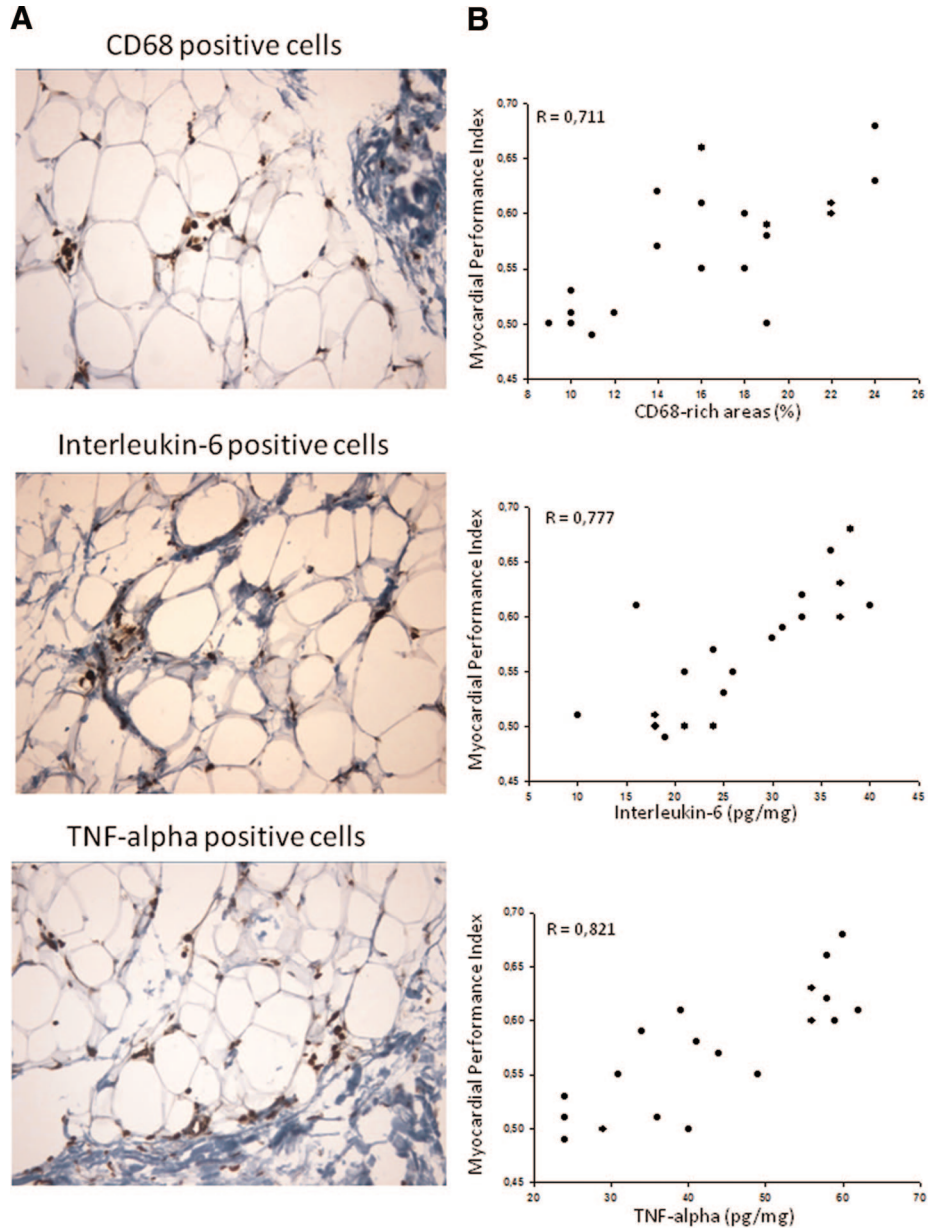 A
B
CD68 positive cells
R = 0,711
Myocardial Performance Index
0,70
0,65
0,60
0,55
0,50
0,45
8 10 12 14 16 18 20 22 24 26
CD68-rich areas (%)
Interleukin-6 positive cells
R = 0,777
Myocardial Performance Index
0,70
0,65
0,60
0,55
0,50
0,45
5 10 15 20 25 30 35 40 45
Interleukin-6 (pg/mg)
TNF-alpha positive cells
R = 0,821
Myocardial Performance Index
0,70
0,65
0,60
0,55
0,50
0,45
20 30 40 50 60 70
TNF-alpha (pg/mg)